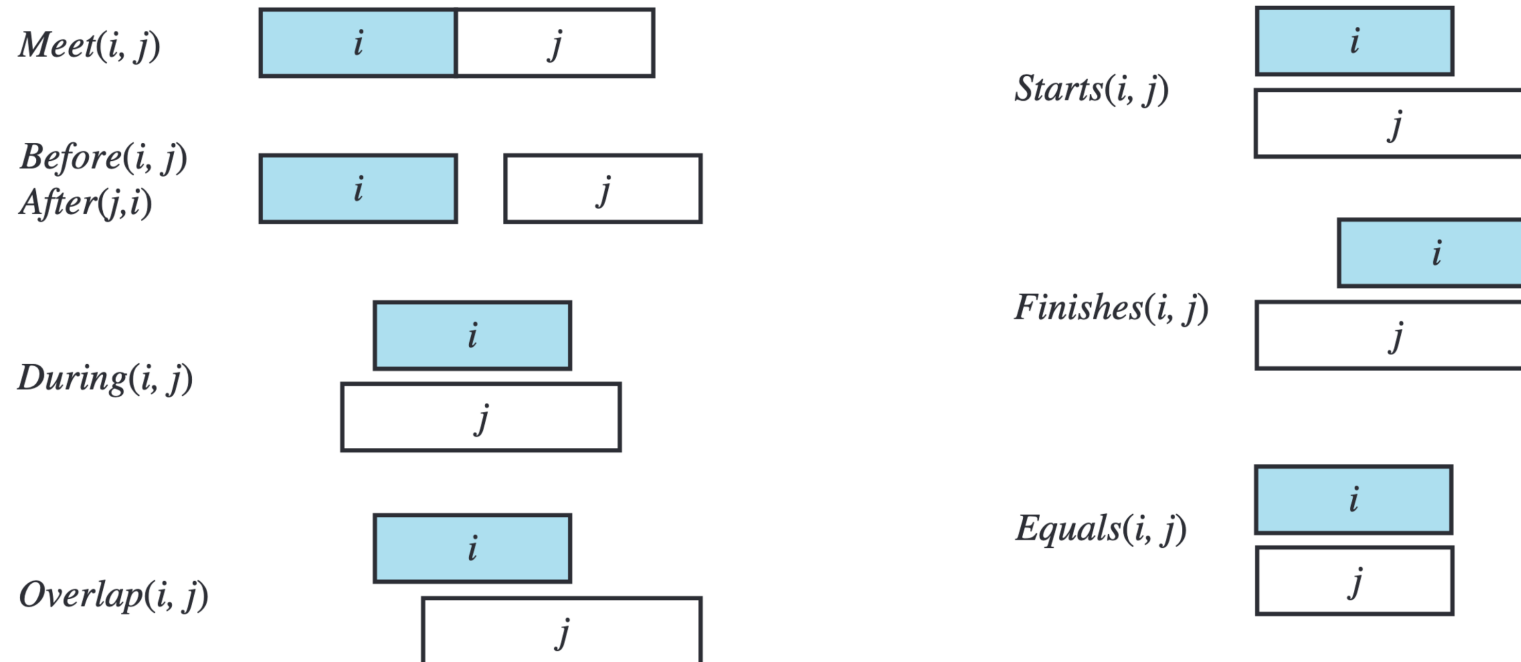 Meet(i, j)
i
j
Before(i, j)
After(j,i)
i
j
During(i, j)
i
j
Overlap(i, j)
i
j
Starts(i, j)
i
j
Finishes(i, j)
i
j
Equals(i, j)
i
j